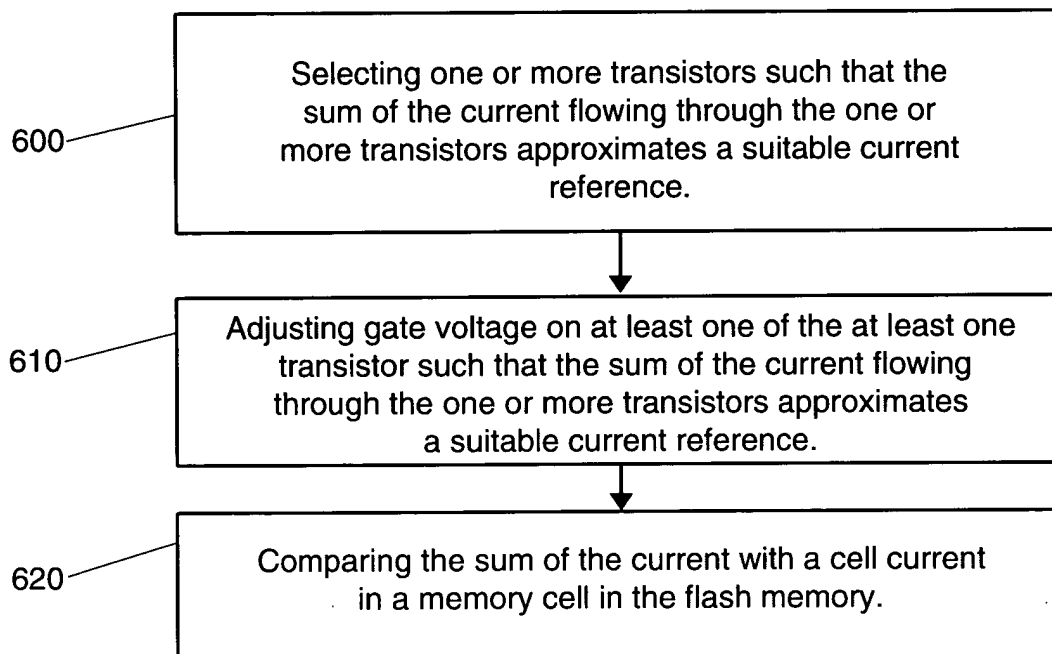 600
Selecting one or more transistors such that the
sum of the current flowing through the one or
more transistors approximates a suitable current
reference.
610
Adjusting gate voltage on at least one of the at least one
transistor such that the sum of the current flowing
through the one or more transistors approximates
a suitable current reference.
620
Comparing the sum of the current with a cell current
in a memory cell in the flash memory.